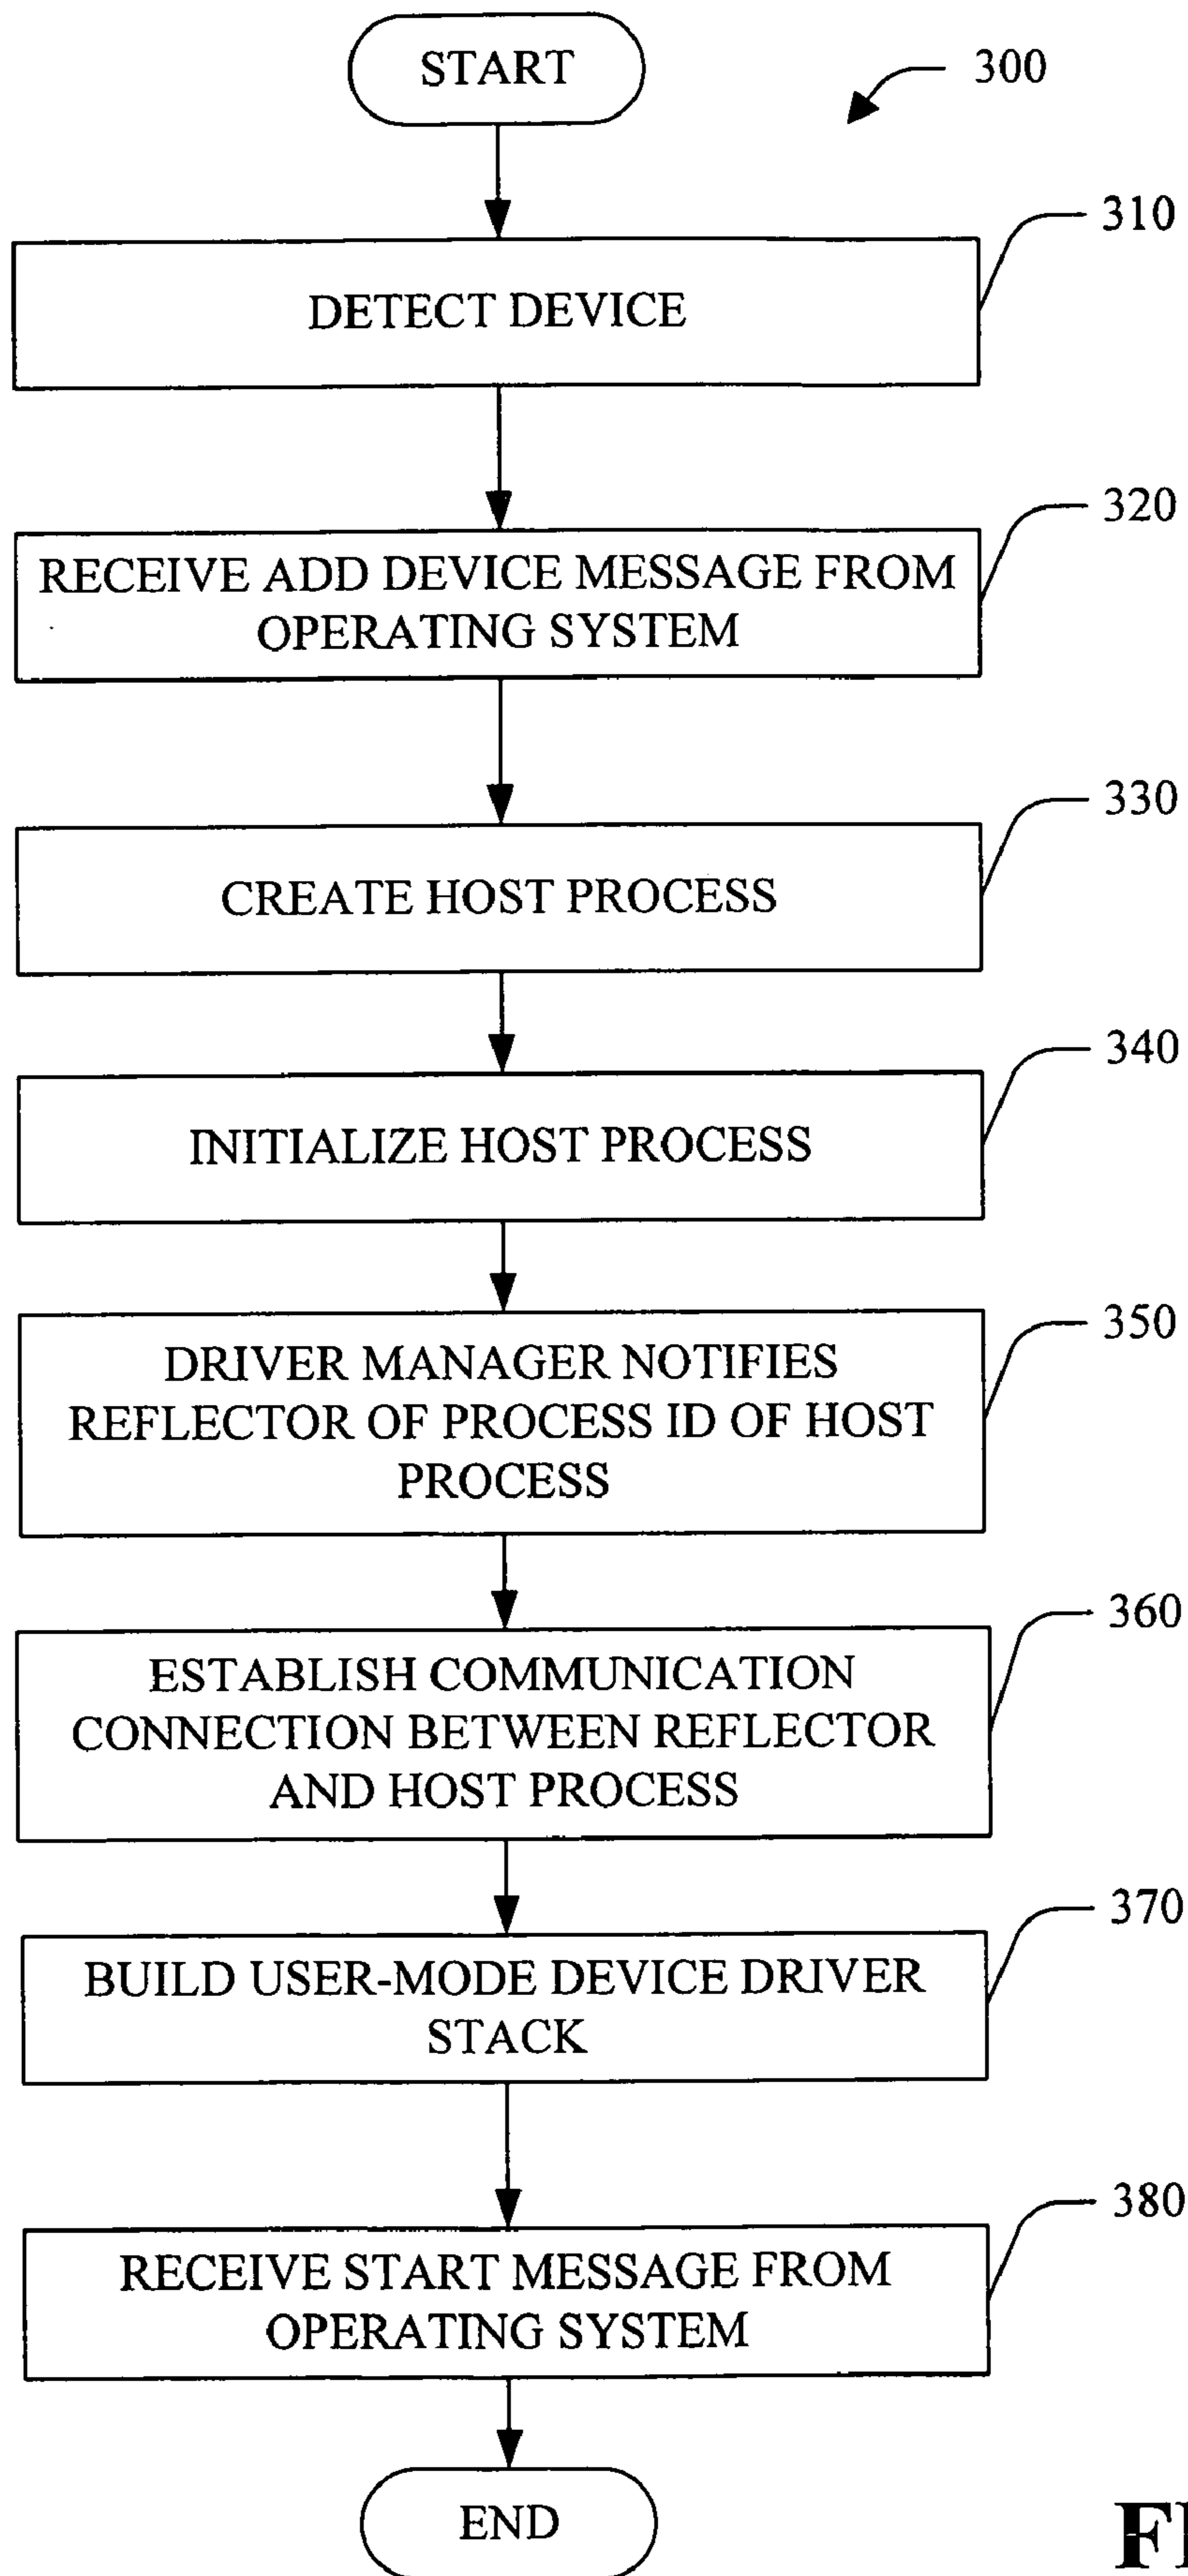 START
300
310
DETECT DEVICE
320
RECEIVE ADD DEVICE MESSAGE FROM
OPERATING SYSTEM
330
CREATE HOST PROCESS
340
INITIALIZE HOST PROCESS
350
DRIVER MANAGER NOTIFIES
REFLECTOR OF PROCESS ID OF HOST
PROCESS
360
ESTABLISH COMMUNICATION
CONNECTION BETWEEN REFLECTOR
AND HOST PROCESS
370
BUILD USER-MODE DEVICE DRIVER
STACK
380
RECEIVE START MESSAGE FROM
OPERATING SYSTEM
END